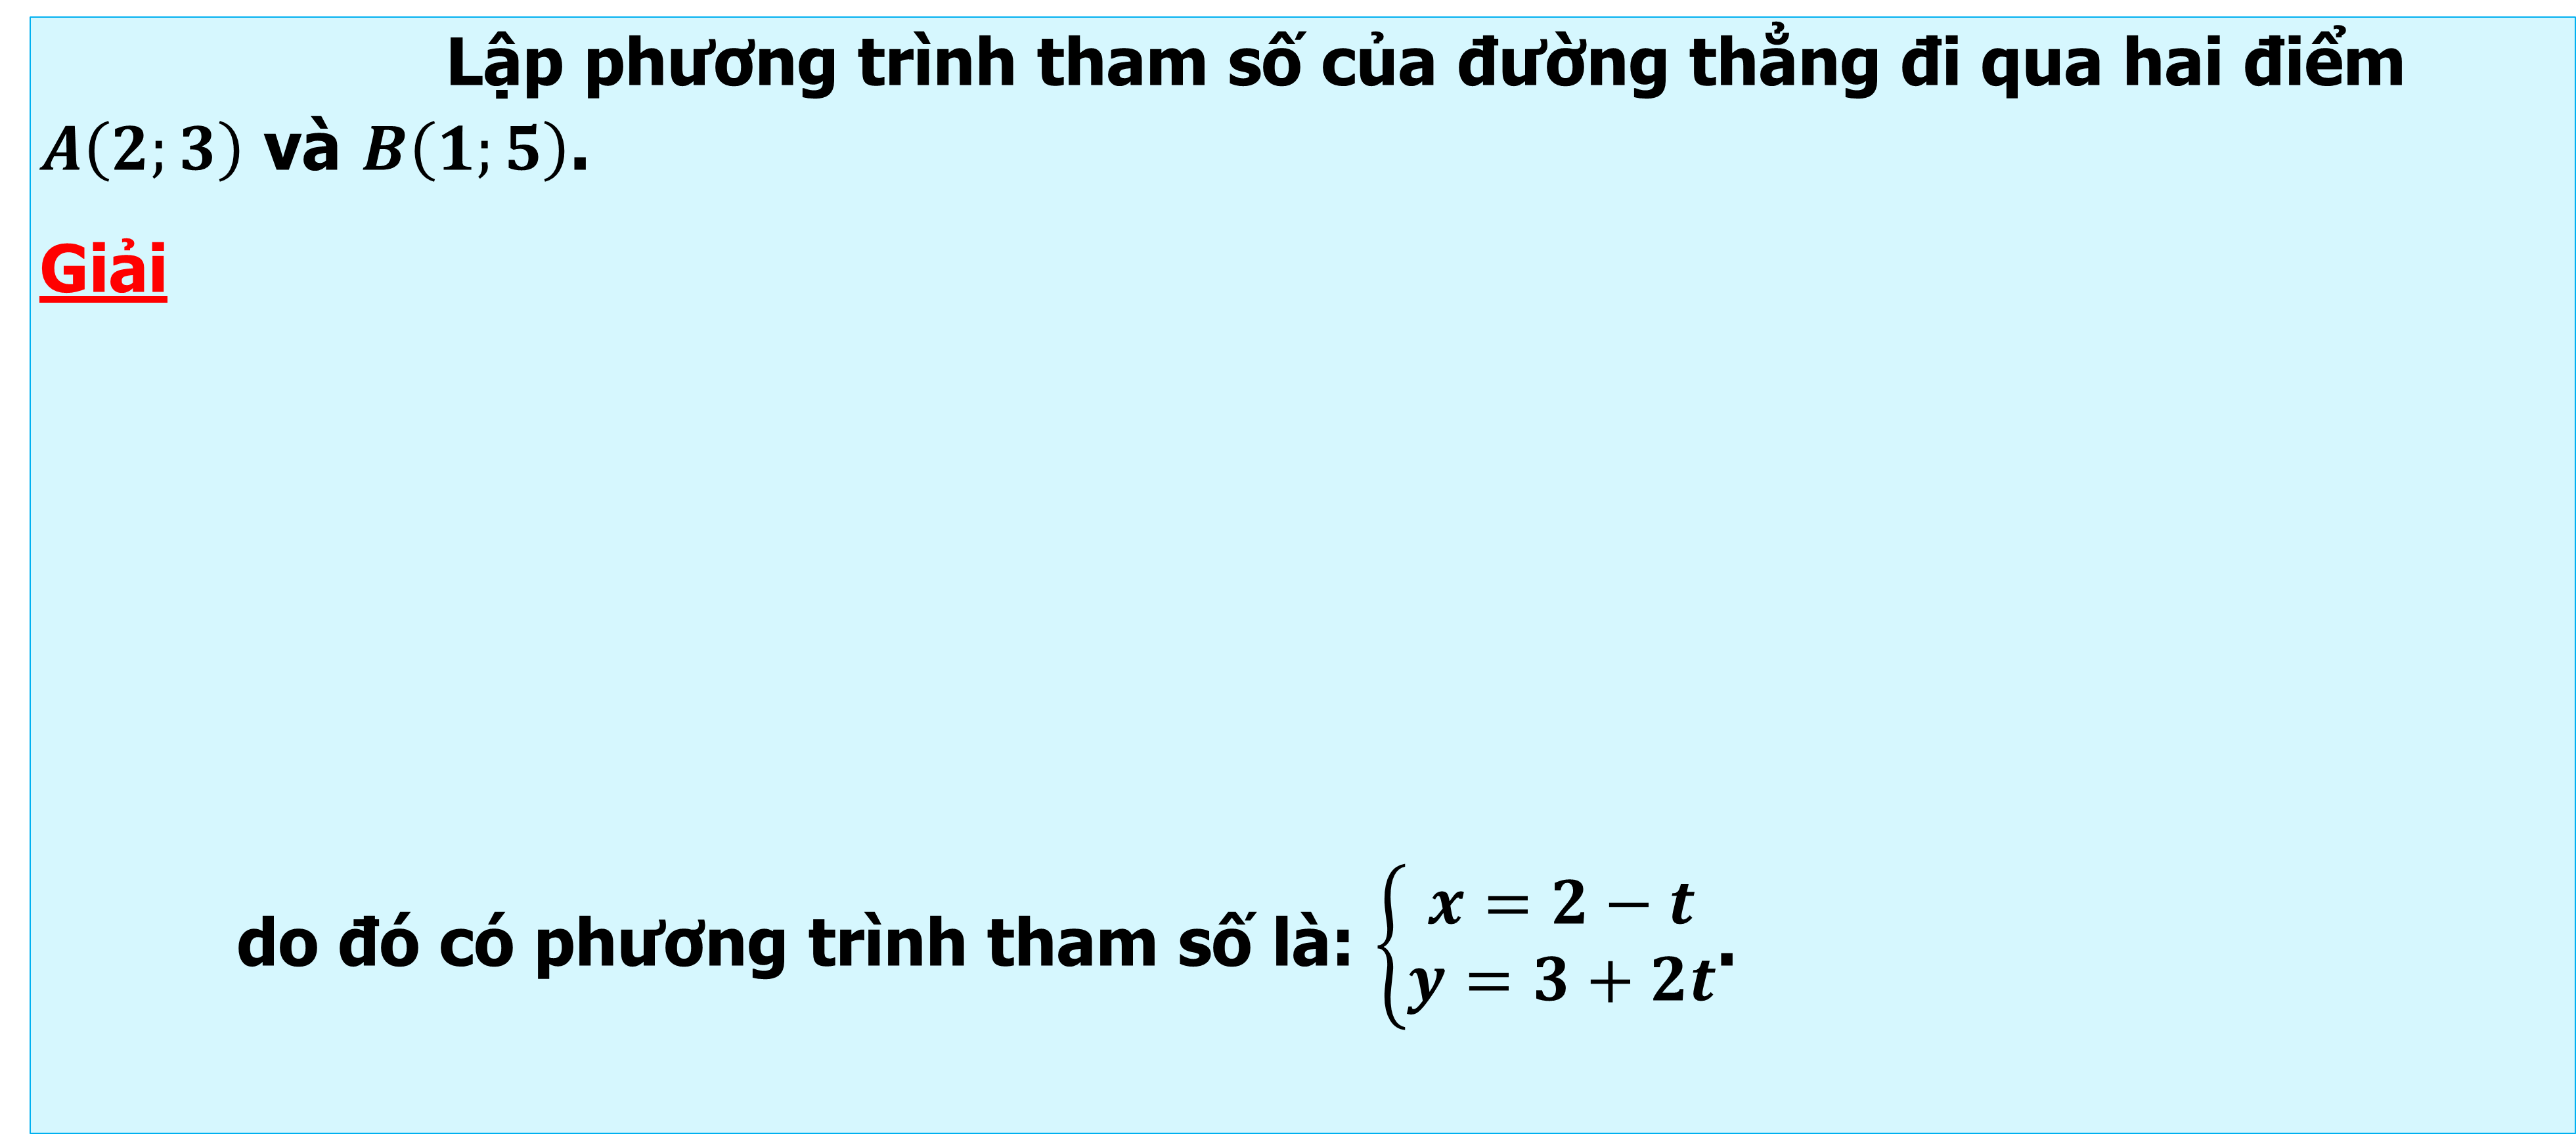 Lập phương trình tham số của đường thẳng đi qua hai điểm
A(2; 3) và B(1; 5).
Giải
do đó có phương trình tham số là: { x = 2 − t
y = 3 + 2t .